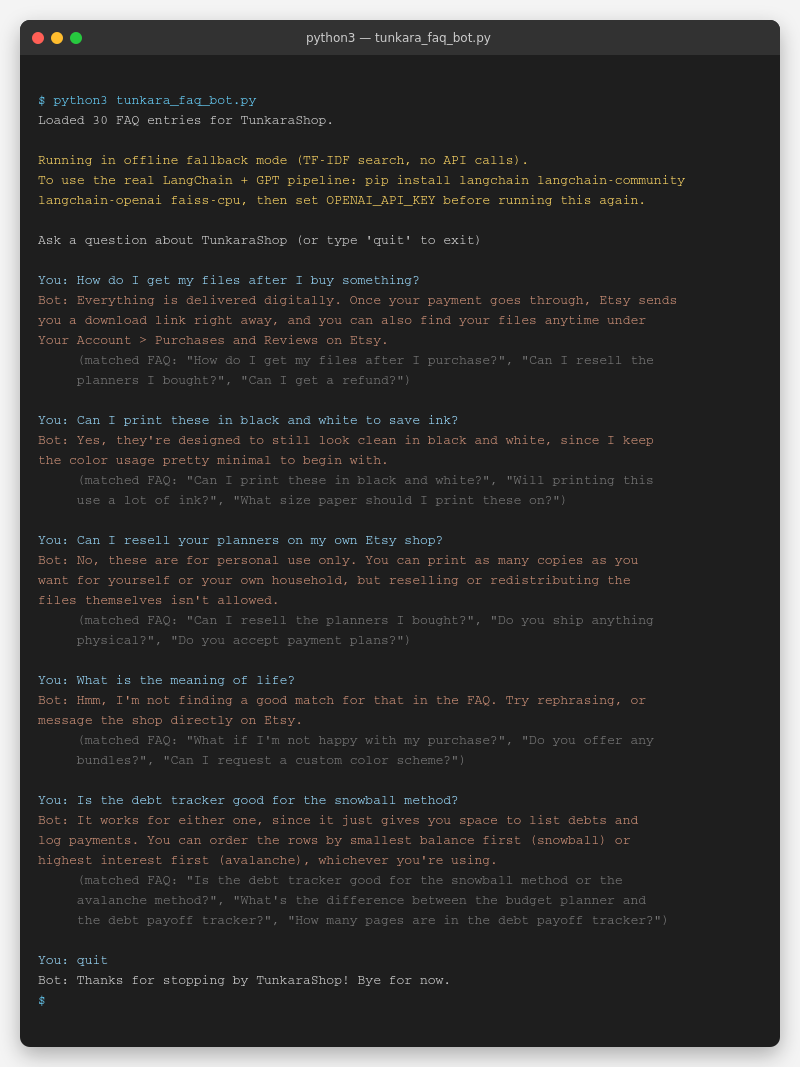 python3 — tunkara_faq_bot.py
$ python3 tunkara_faq_bot.py
Loaded 30 FAQ entries for TunkaraShop.
Running in offline fallback mode (TF-IDF search, no API calls).
To use the real LangChain + GPT pipeline: pip install langchain langchain-community
langchain-openai faiss-cpu, then set OPENAI_API_KEY before running this again.
Ask a question about TunkaraShop (or type 'quit' to exit)
You: How do I get my files after I buy something?
Bot: Everything is delivered digitally. Once your payment goes through, Etsy sends
you a download link right away, and you can also find your files anytime under
Your Account > Purchases and Reviews on Etsy.
(matched FAQ: "How do I get my files after I purchase?", "Can I resell the
planners I bought?", "Can I get a refund?")
You: Can I print these in black and white to save ink?
Bot: Yes, they're designed to still look clean in black and white, since I keep
the color usage pretty minimal to begin with.
(matched FAQ: "Can I print these in black and white?", "Will printing this
use a lot of ink?", "What size paper should I print these on?")
You: Can I resell your planners on my own Etsy shop?
Bot: No, these are for personal use only. You can print as many copies as you
want for yourself or your own household, but reselling or redistributing the
files themselves isn't allowed.
(matched FAQ: "Can I resell the planners I bought?", "Do you ship anything
physical?", "Do you accept payment plans?")
You: What is the meaning of life?
Bot: Hmm, I'm not finding a good match for that in the FAQ. Try rephrasing, or
message the shop directly on Etsy.
(matched FAQ: "What if I'm not happy with my purchase?", "Do you offer any
bundles?", "Can I request a custom color scheme?")
You: Is the debt tracker good for the snowball method?
Bot: It works for either one, since it just gives you space to list debts and
log payments. You can order the rows by smallest balance first (snowball) or
highest interest first (avalanche), whichever you're using.
(matched FAQ: "Is the debt tracker good for the snowball method or the
avalanche method?", "What's the difference between the budget planner and
the debt payoff tracker?", "How many pages are in the debt payoff tracker?")
You: quit
Bot: Thanks for stopping by TunkaraShop! Bye for now.
$